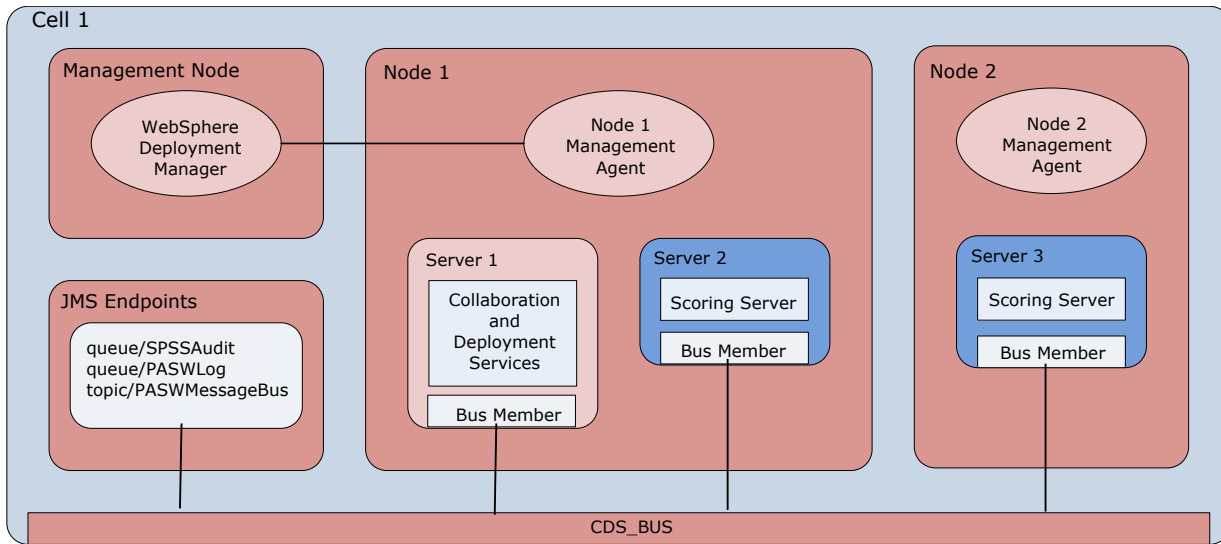 Cell 1
Management Node
WebSphere
Deployment
Manager
Node 1
Node 1
Management
Agent
Node 2
Node 2
Management
Agent
JMS Endpoints
queue/SPSSAudit
queue/PASWLog
topic/PASWMessageBus
Server 1
Collaboration
and
Deployment
Services
Bus Member
Server 2
Scoring Server
Bus Member
Server 3
Scoring Server
Bus Member
CDS_BUS